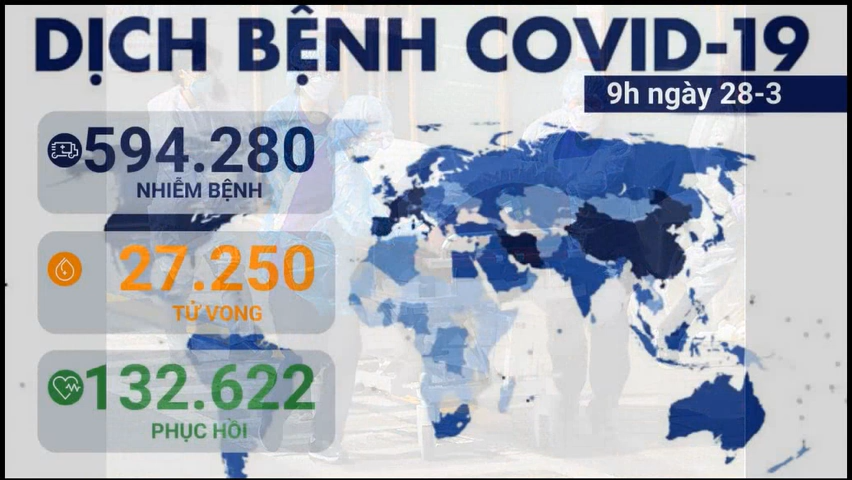 DỊCH BỆNH COVID-19
9h ngày 28-3
594.280
NHIỄM BỆNH
27.250
TỬ VONG
132.622
PHỤC HỒI